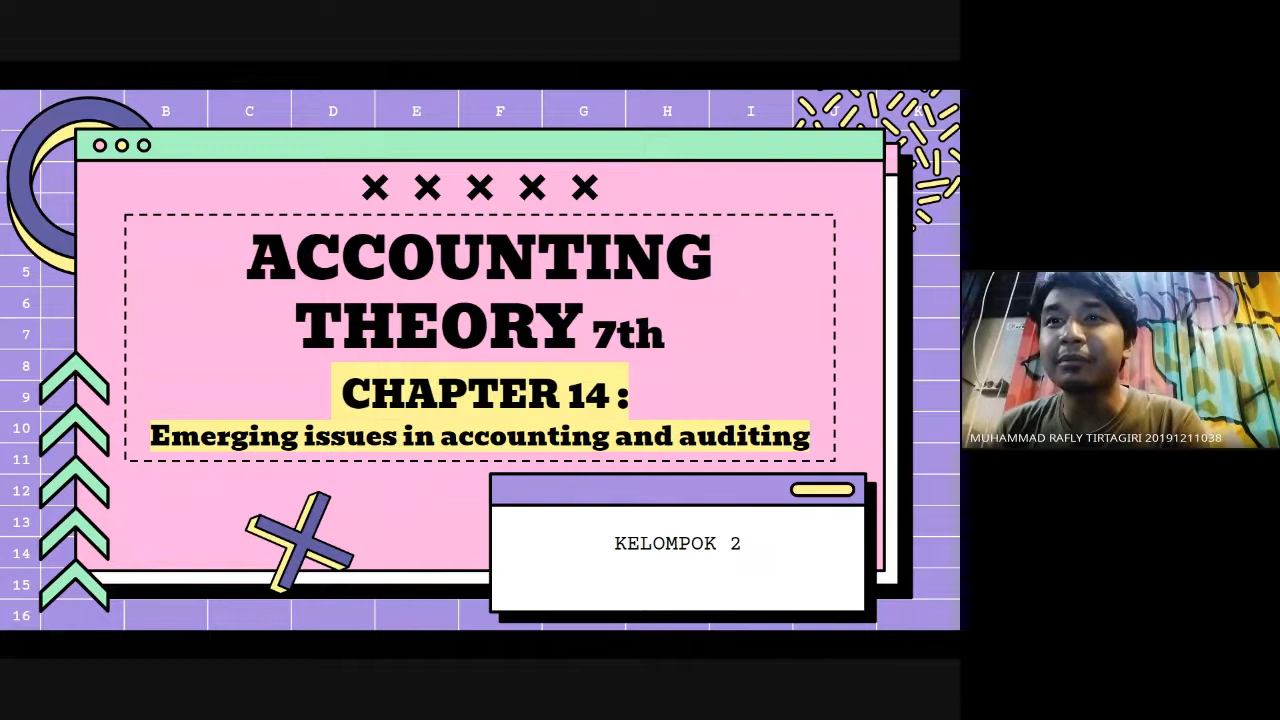 B C D E F G H I J K
ACCOUNTING
THEORY 7th
CHAPTER 14 :
Emerging issues in accounting and auditing
KELOMPOK 2
5
6
7
8
9
10
11
12
13
14
15
16
MUHAMMAD RAFLY TIRTAGIRI 20191211038